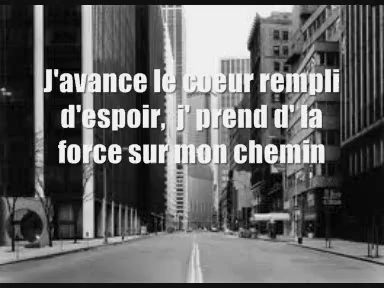 J'avance le coeur rempli
d'espoir,  j' prend d' la
force sur mon chemin